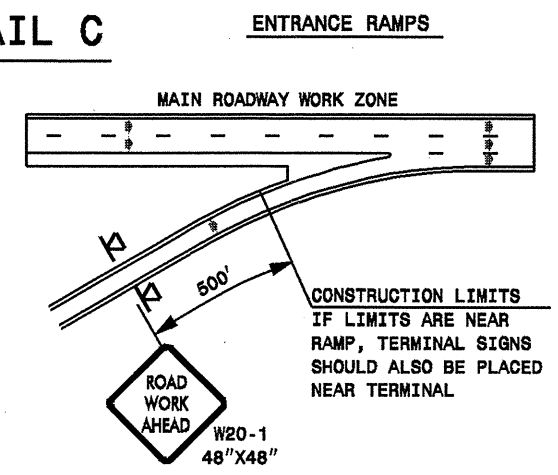 ENTRANCE RAMPS
MAIN ROADWAY WORK ZONE
500'
CONSTRUCTION LIMITS
IF LIMITS ARE NEAR
RAMP, TERMINAL SIGNS
SHOULD ALSO BE PLACED
NEAR TERMINAL
ROAD
WORK
AHEAD
W20-1
48"X48"